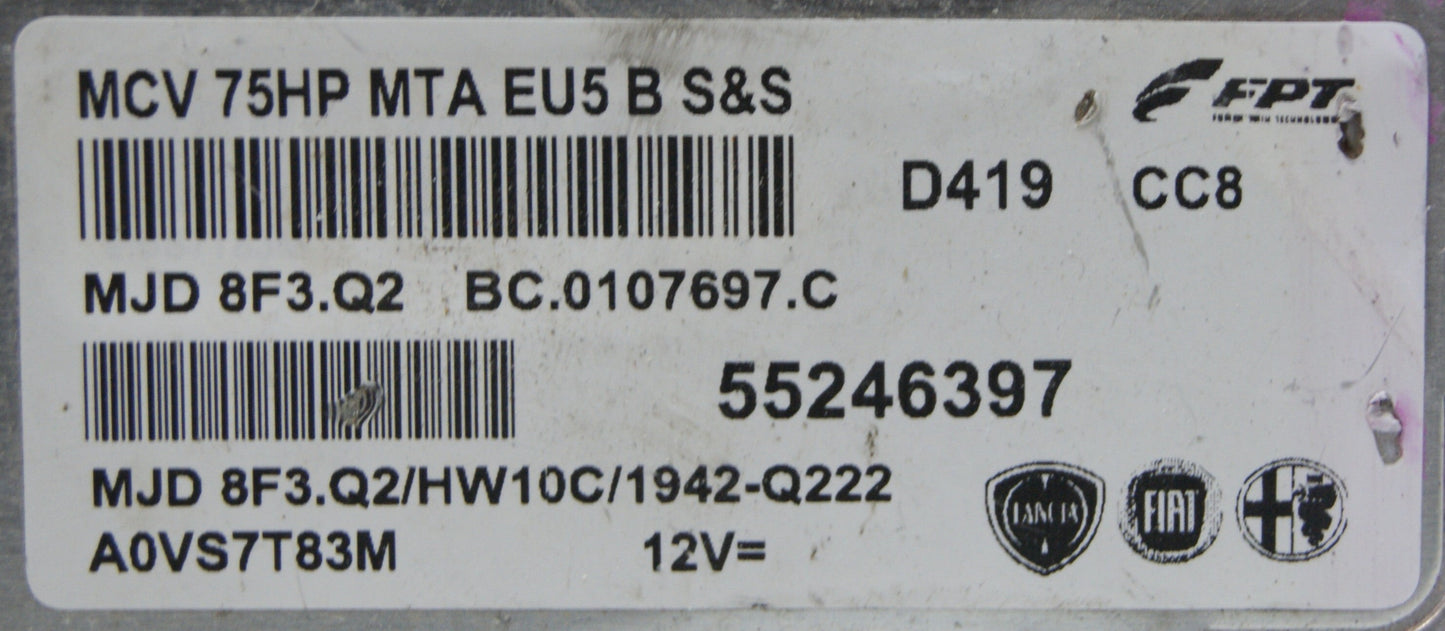 MCV 75HP MTA EU5 B S&S
FPT
D419 CC8
MJD 8F3.Q2 BC.0107697.C
55246397
MJD 8F3.Q2/HW10C/1942-Q222
A0VS7T83M 12V=
LANCIA
FIAT